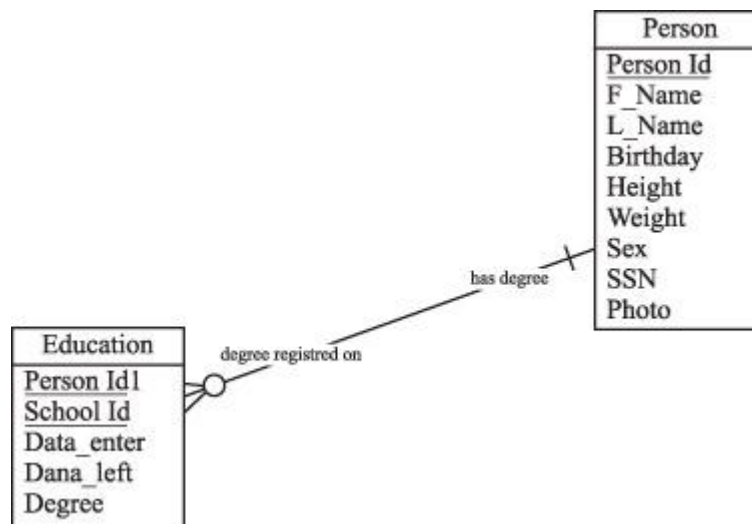 Person
Person Id
F_Name
L_Name
Birthday
Height
Weight
Sex
SSN
Photo
has degree
degree registred on
Education
Person Id1
School Id
Data_enter
Dana_left
Degree